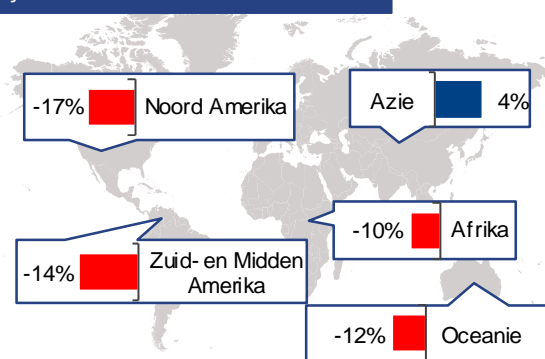 -17% Noord Amerika
Azie 4%
-10% Afrika
-14% Zuid- en Midden
Amerika
-12% Oceanie